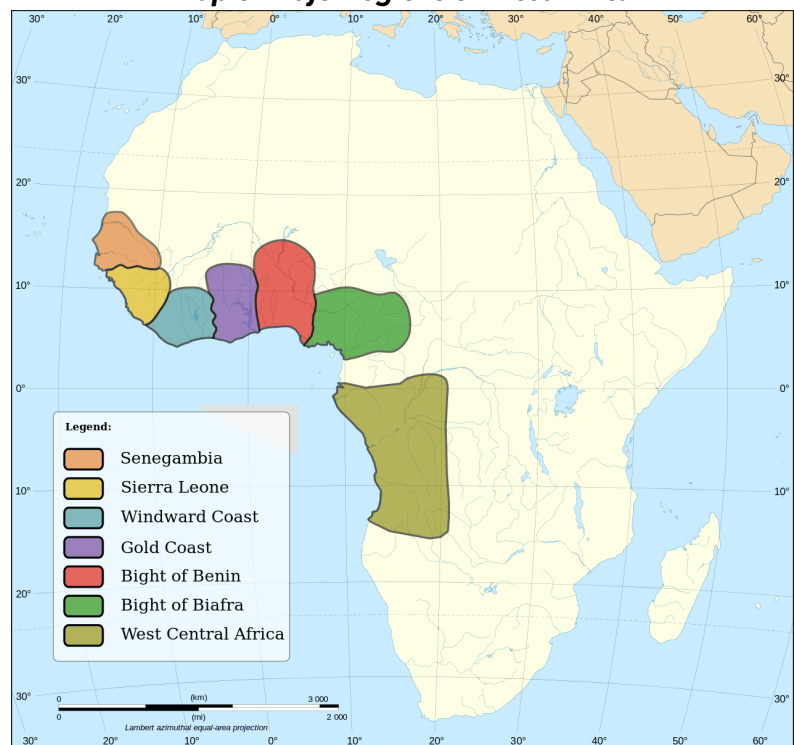 20° 10° 0° 10° 20° 30° 40° 50°
30° 30°
20° 20°
10° 10°
0° 0°
Legend:
Senegambia
Sierra Leone
Windward Coast
Gold Coast
Bight of Benin
Bight of Biafra
West Central Africa
10° 10°
20° 20°
30° 30°
0 (km) 3 000
0 (mi) 2 000
Lambert azimuthal equal-area projection
30° 20° 10° 0° 10° 20° 30° 40° 50° 60°